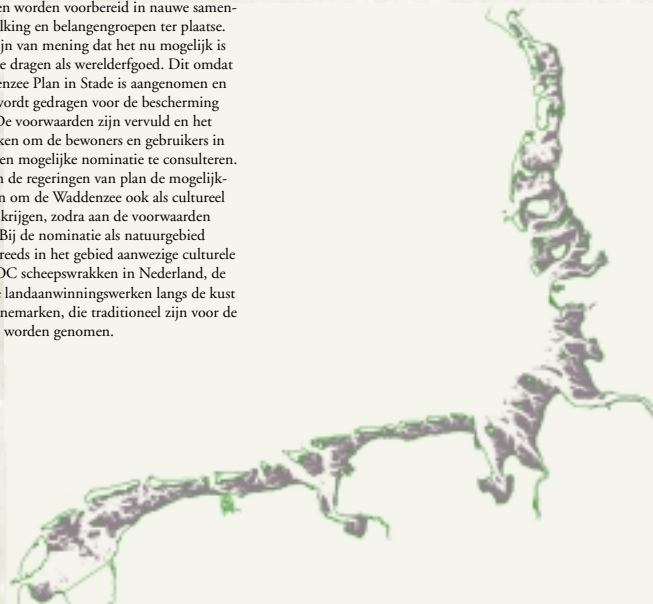 en worden voorbereid in nauwe samen-
lking en belangengroepen ter plaatse.
jn van mening dat het nu mogelijk is
e dragen als werelderfgoed. Dit omdat
enzee Plan in Stade is aangenomen en
wordt gedragen voor de bescherming
De voorwaarden zijn vervuld en het
ken om de bewoners en gebruikers in
en mogelijke nominatie te consulteren.
n de regeringen van plan de mogelijk-
n om de Waddenzee ook als cultureel
krijgen, zodra aan de voorwaarden
Bij de nominatie als natuurgebied
reeds in het gebied aanwezige culturele
OC scheepswrakken in Nederland, de
e landaanwinningswerken langs de kust
nemarken, die traditioneel zijn voor de
worden genomen.